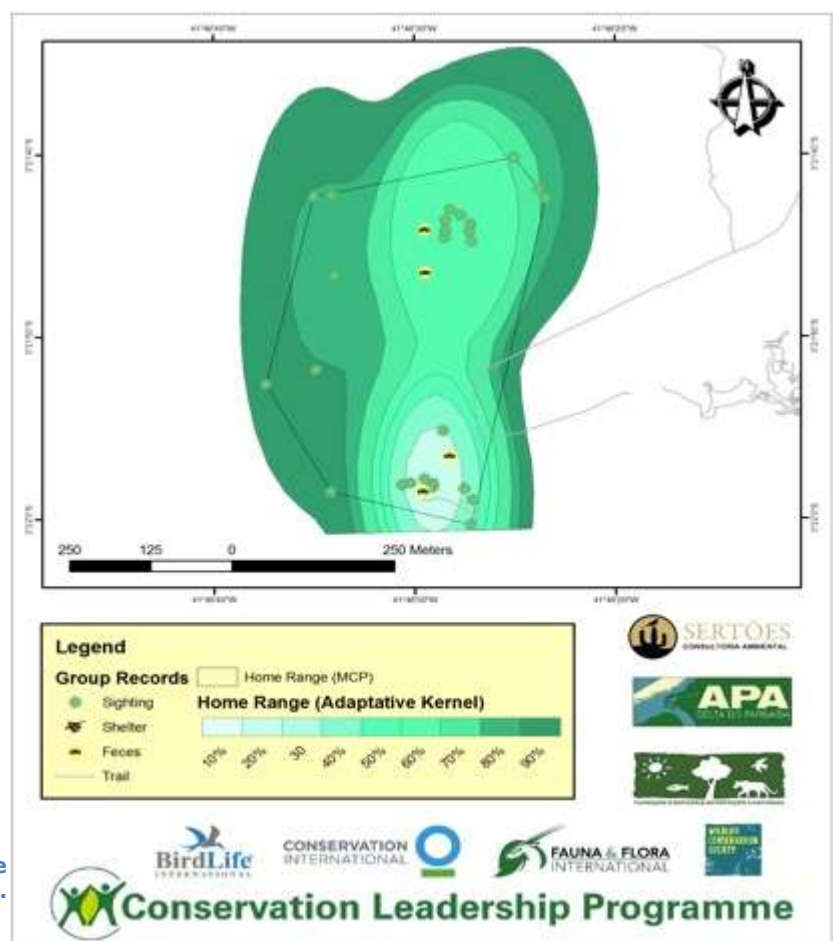 250 125 0 250 Meters
Legend
Group Records
Home Range (MCP)
Sighting
Home Range (Adaptative Kernel)
Shelter
Feces
10% 20% 30 40% 50% 60% 70% 80% 90%
Trail
SERTÕES
CONSULTORIA AMBIENTAL
APA
DELTA DO PARNAÍBA
BirdLife
INTERNATIONAL
CONSERVATION
INTERNATIONAL
FAUNA & FLORA
INTERNATIONAL
WILDLIFE
CONSERVATION
SOCIETY
e
.
Conservation Leadership Programme